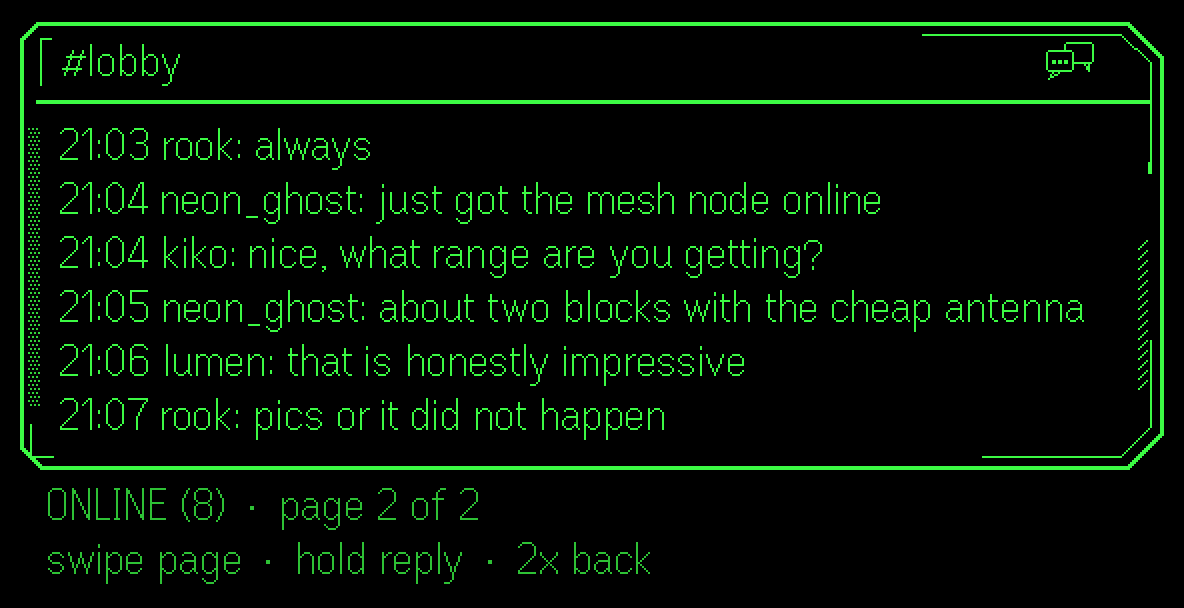 #lobby
21:03 rook: always
21:04 neon_ghost: just got the mesh node online
21:04 kiko: nice, what range are you getting?
21:05 neon_ghost: about two blocks with the cheap antenna
21:06 lumen: that is honestly impressive
21:07 rook: pics or it did not happen
ONLINE (8) · page 2 of 2
swipe page · hold reply · 2x back